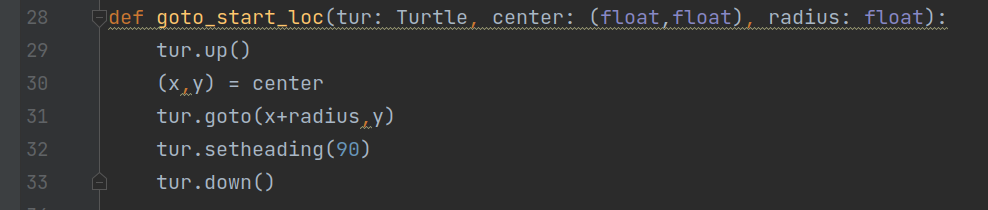 28 def goto_start_loc(tur: Turtle, center: (float,float), radius: float):
29     tur.up()
30     (x,y) = center
31     tur.goto(x+radius,y)
32     tur.setheading(90)
33     tur.down()